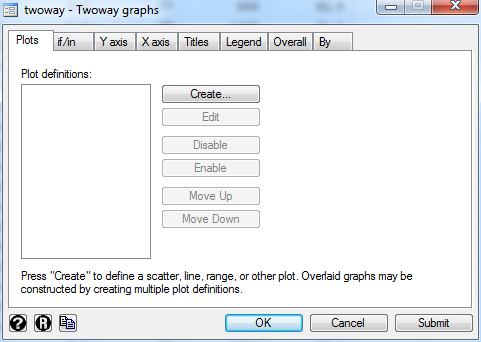 twoway - Twoway graphs
Plots if/in Y axis X axis Titles Legend Overall By
Plot definitions:
Create...
Edit
Disable
Enable
Move Up
Move Down
Press "Create" to define a scatter, line, range, or other plot. Overlaid graphs may be
constructed by creating multiple plot definitions.
? R OK Cancel Submit